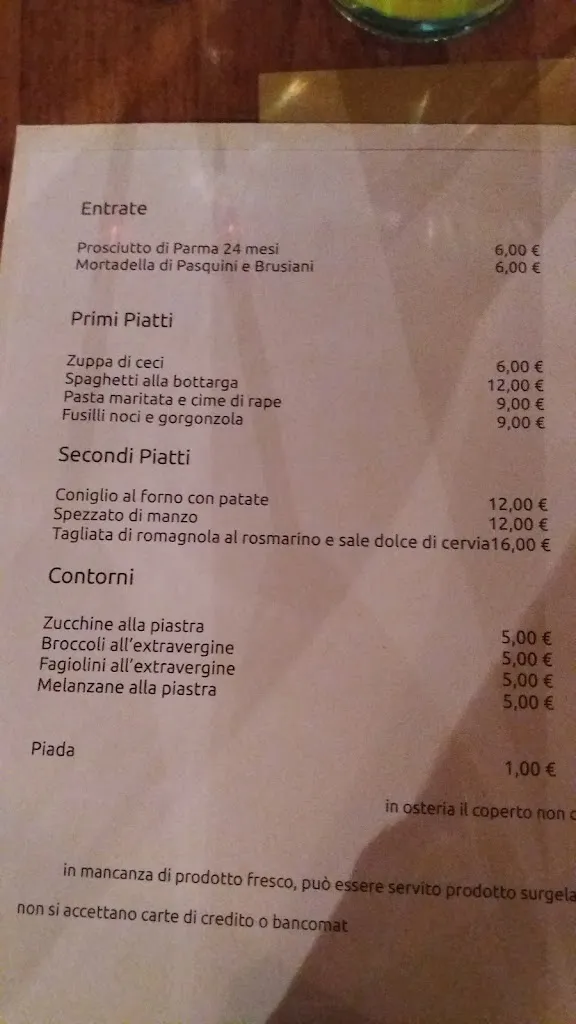 Entrate
Prosciutto di Parma 24 mesi 6,00 €
Mortadella di Pasquini e Brusiani 6,00 €
Primi Piatti
Zuppa di ceci 6,00 €
Spaghetti alla bottarga 12,00 €
Pasta maritata e cime di rape 9,00 €
Fusilli noci e gorgonzola 9,00 €
Secondi Piatti
Coniglio al forno con patate 12,00 €
Spezzato di manzo 12,00 €
Tagliata di romagnola al rosmarino e sale dolce di cervia16,00 €
Contorni
Zucchine alla piastra 5,00 €
Broccoli all'extravergine 5,00 €
Fagiolini all'extravergine 5,00 €
Melanzane alla piastra 5,00 €
Piada 1,00 €
in osteria il coperto non
in mancanza di prodotto fresco, può essere servito prodotto surgela
non si accettano carte di credito o bancomat